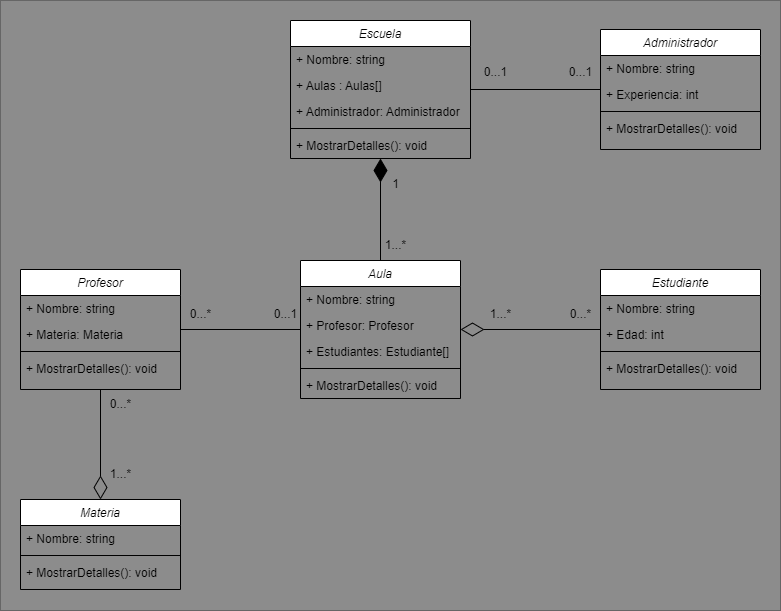 Escuela
+ Nombre: string
+ Aulas : Aulas[]
+ Administrador: Administrador
+ MostrarDetalles(): void
0...1
0...1
Administrador
+ Nombre: string
+ Experiencia: int
+ MostrarDetalles(): void
1
1...*
Profesor
+ Nombre: string
+ Materia: Materia
+ MostrarDetalles(): void
0...*
0...1
Aula
+ Nombre: string
+ Profesor: Profesor
+ Estudiantes: Estudiante[]
+ MostrarDetalles(): void
1...*
0...*
Estudiante
+ Nombre: string
+ Edad: int
+ MostrarDetalles(): void
0...*
1...*
Materia
+ Nombre: string
+ MostrarDetalles(): void